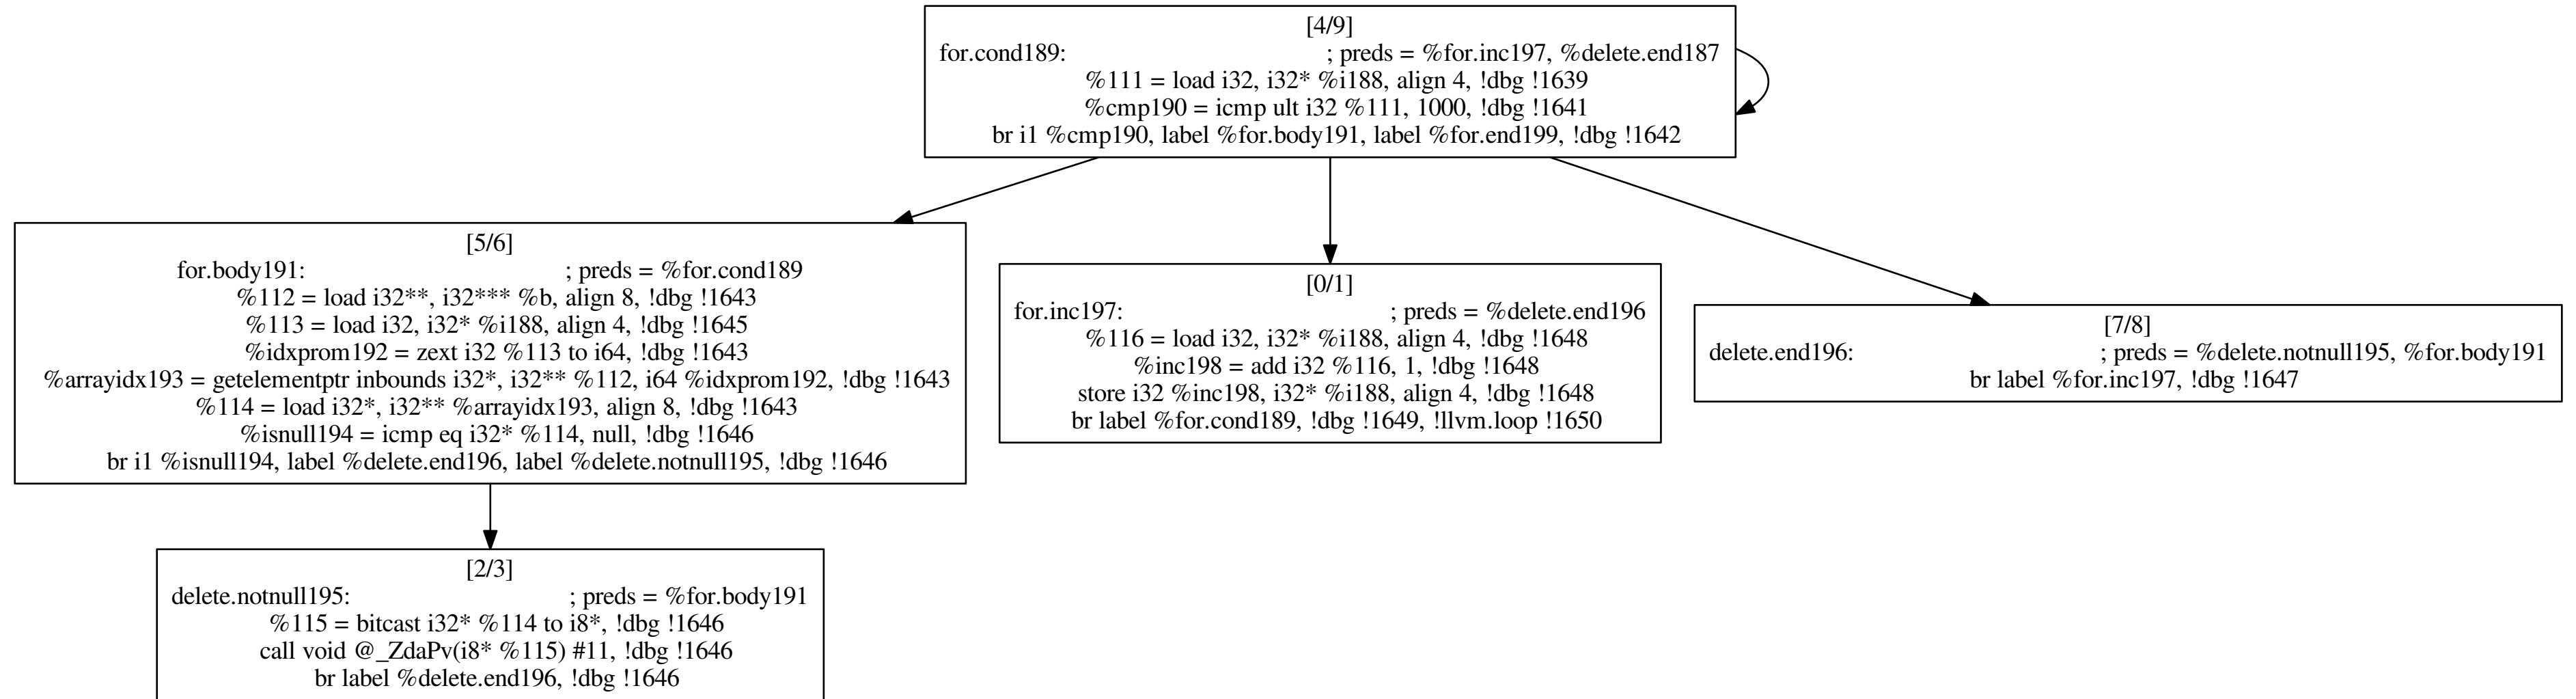 [4/9]
for.cond189: ; preds = %for.inc197, %delete.end187
%111 = load i32, i32* %i188, align 4, !dbg !1639
%cmp190 = icmp ult i32 %111, 1000, !dbg !1641
br i1 %cmp190, label %for.body191, label %for.end199, !dbg !1642
[5/6]
for.body191: ; preds = %for.cond189
%112 = load i32**, i32*** %b, align 8, !dbg !1643
%113 = load i32, i32* %i188, align 4, !dbg !1645
%idxprom192 = zext i32 %113 to i64, !dbg !1643
%arrayidx193 = getelementptr inbounds i32*, i32** %112, i64 %idxprom192, !dbg !1643
%114 = load i32*, i32** %arrayidx193, align 8, !dbg !1643
%isnull194 = icmp eq i32* %114, null, !dbg !1646
br i1 %isnull194, label %delete.end196, label %delete.notnull195, !dbg !1646
[0/1]
for.inc197: ; preds = %delete.end196
%116 = load i32, i32* %i188, align 4, !dbg !1648
%inc198 = add i32 %116, 1, !dbg !1648
store i32 %inc198, i32* %i188, align 4, !dbg !1648
br label %for.cond189, !dbg !1649, !llvm.loop !1650
[7/8]
delete.end196: ; preds = %delete.notnull195, %for.body191
br label %for.inc197, !dbg !1647
[2/3]
delete.notnull195: ; preds = %for.body191
%115 = bitcast i32* %114 to i8*, !dbg !1646
call void @_ZdaPv(i8* %115) #11, !dbg !1646
br label %delete.end196, !dbg !1646